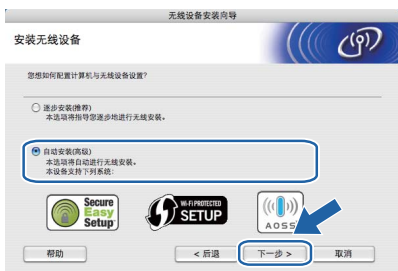 无线设备安装向导
安装无线设备
您想如何配置计算机与无线设备设置?
逐步安装(推荐)
本选项将指导您逐步地进行无线安装。
自动安装(高级)
本选项将自动进行无线安装。
本设备支持下列系统:
Secure
Easy
Setup
Wi-Fi PROTECTED
SETUP
AOSS
帮助
< 后退
下一步 >
取消